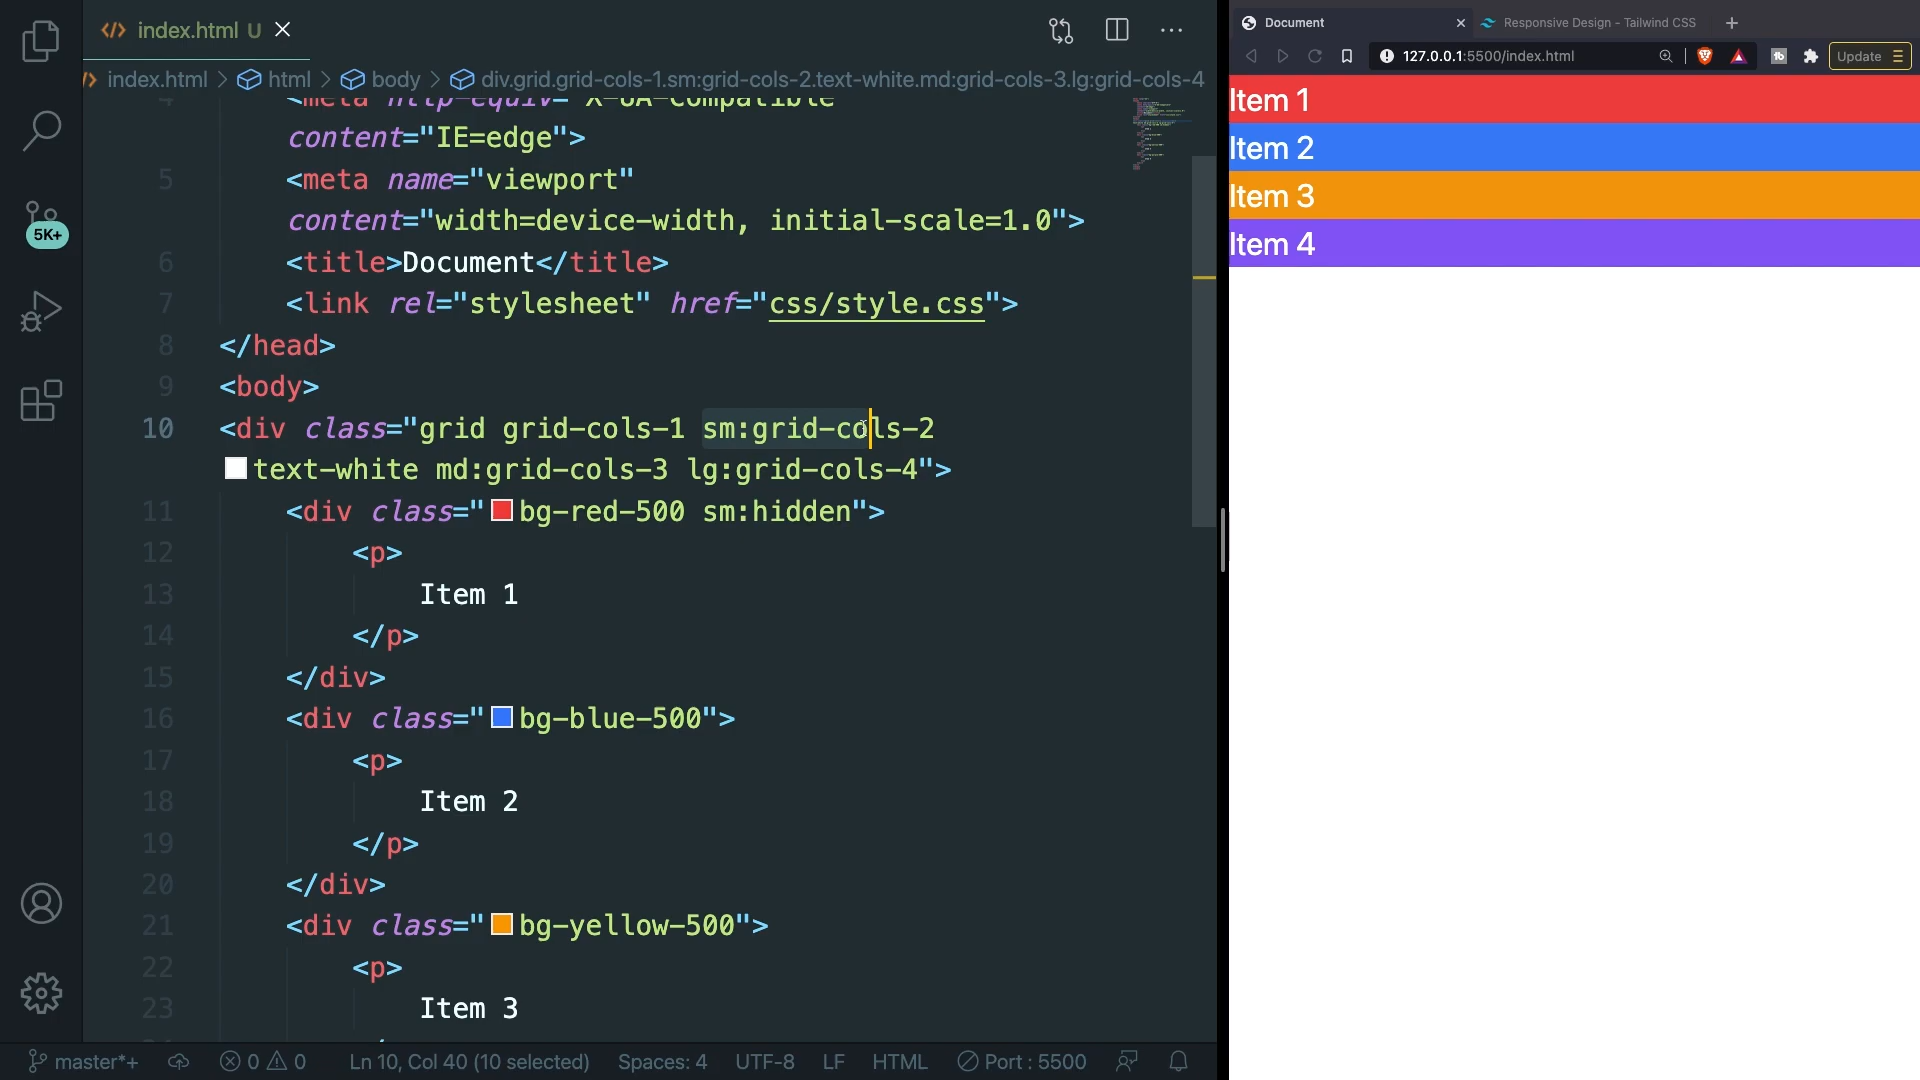 index.html U
index.html > html > body > div.grid.grid-cols-1.sm:grid-cols-2.text-white.md:grid-cols-3.lg:grid-cols-4
4 <meta http-equiv="X-UA-Compatible"
content="IE=edge">
5 <meta name="viewport"
content="width=device-width, initial-scale=1.0">
6 <title>Document</title>
7 <link rel="stylesheet" href="css/style.css">
8 </head>
9 <body>
10 <div class="grid grid-cols-1 sm:grid-cols-2
text-white md:grid-cols-3 lg:grid-cols-4">
11 <div class="bg-red-500 sm:hidden">
12 <p>
13 Item 1
14 </p>
15 </div>
16 <div class="bg-blue-500">
17 <p>
18 Item 2
19 </p>
20 </div>
21 <div class="bg-yellow-500">
22 <p>
23 Item 3
5K+
master*+ 0 0 Ln 10, Col 40 (10 selected) Spaces: 4 UTF-8 LF HTML Port : 5500
Document Responsive Design - Tailwind CSS
127.0.0.1:5500/index.html Update
Item 1
Item 2
Item 3
Item 4